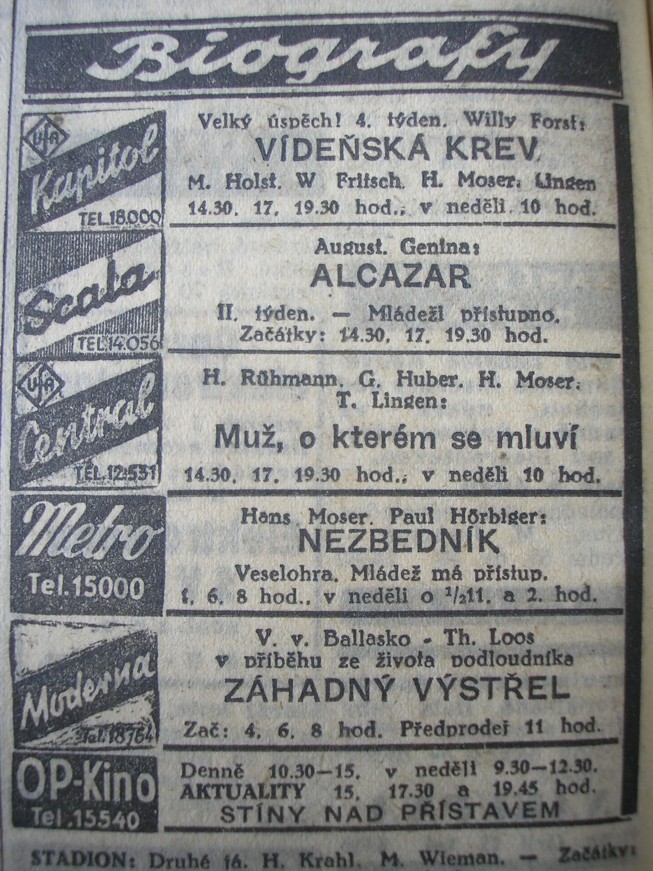 Biografy
UfA
Kapitol
TEL.18.000
Velký úspěch! 4. týden. Willy Forst:
VÍDEŇSKÁ KREV
M. Holst. W Fritsch. H. Moser. Lingen
14.30. 17. 19.30 hod.. v neděli. 10 hod.
Scala
TEL.14.056
August. Genina:
ALCAZAR
II. týden. — Mládeži přístupno.
Začátky: 14.30. 17. 19.30 hod.
UfA
Central
TEL.12.531
H. Rühmann. G. Huber. H. Moser.
T. Lingen:
Muž, o kterém se mluví
14.30. 17. 19.30 hod.. v neděli 10 hod.
Metro
Tel.15000
Hans Moser. Paul Hörbiger:
NEZBEDNÍK
Veselohra. Mládež má přístup.
6. 8 hod.. v neděli o ½11. a 2. hod.
Moderna
Tel.18764
V. v. Ballasko - Th. Loos
v příběhu ze života podloudníka
ZÁHADNÝ VÝSTŘEL
Zač: 4. 6. 8 hod. Předprodej 11 hod.
OP-Kino
Tel.15540
Denně 10.30—15. v neděli 9.30—12.30.
AKTUALITY 15. 17.30 a 19.45 hod.
STÍNY NAD PŘÍSTAVEM
STADION: Druhé já. H. Krahl. M. Wieman. — Začátky: